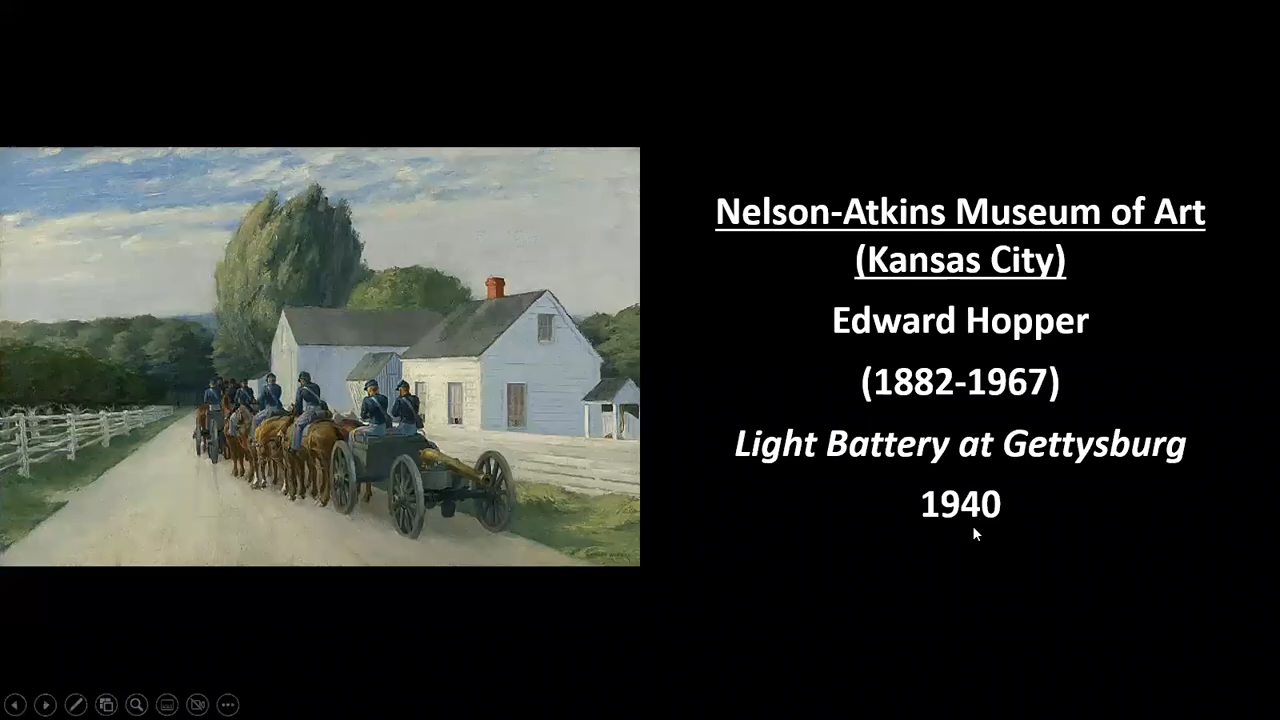 Nelson-Atkins Museum of Art
(Kansas City)
Edward Hopper
(1882-1967)
Light Battery at Gettysburg
1940